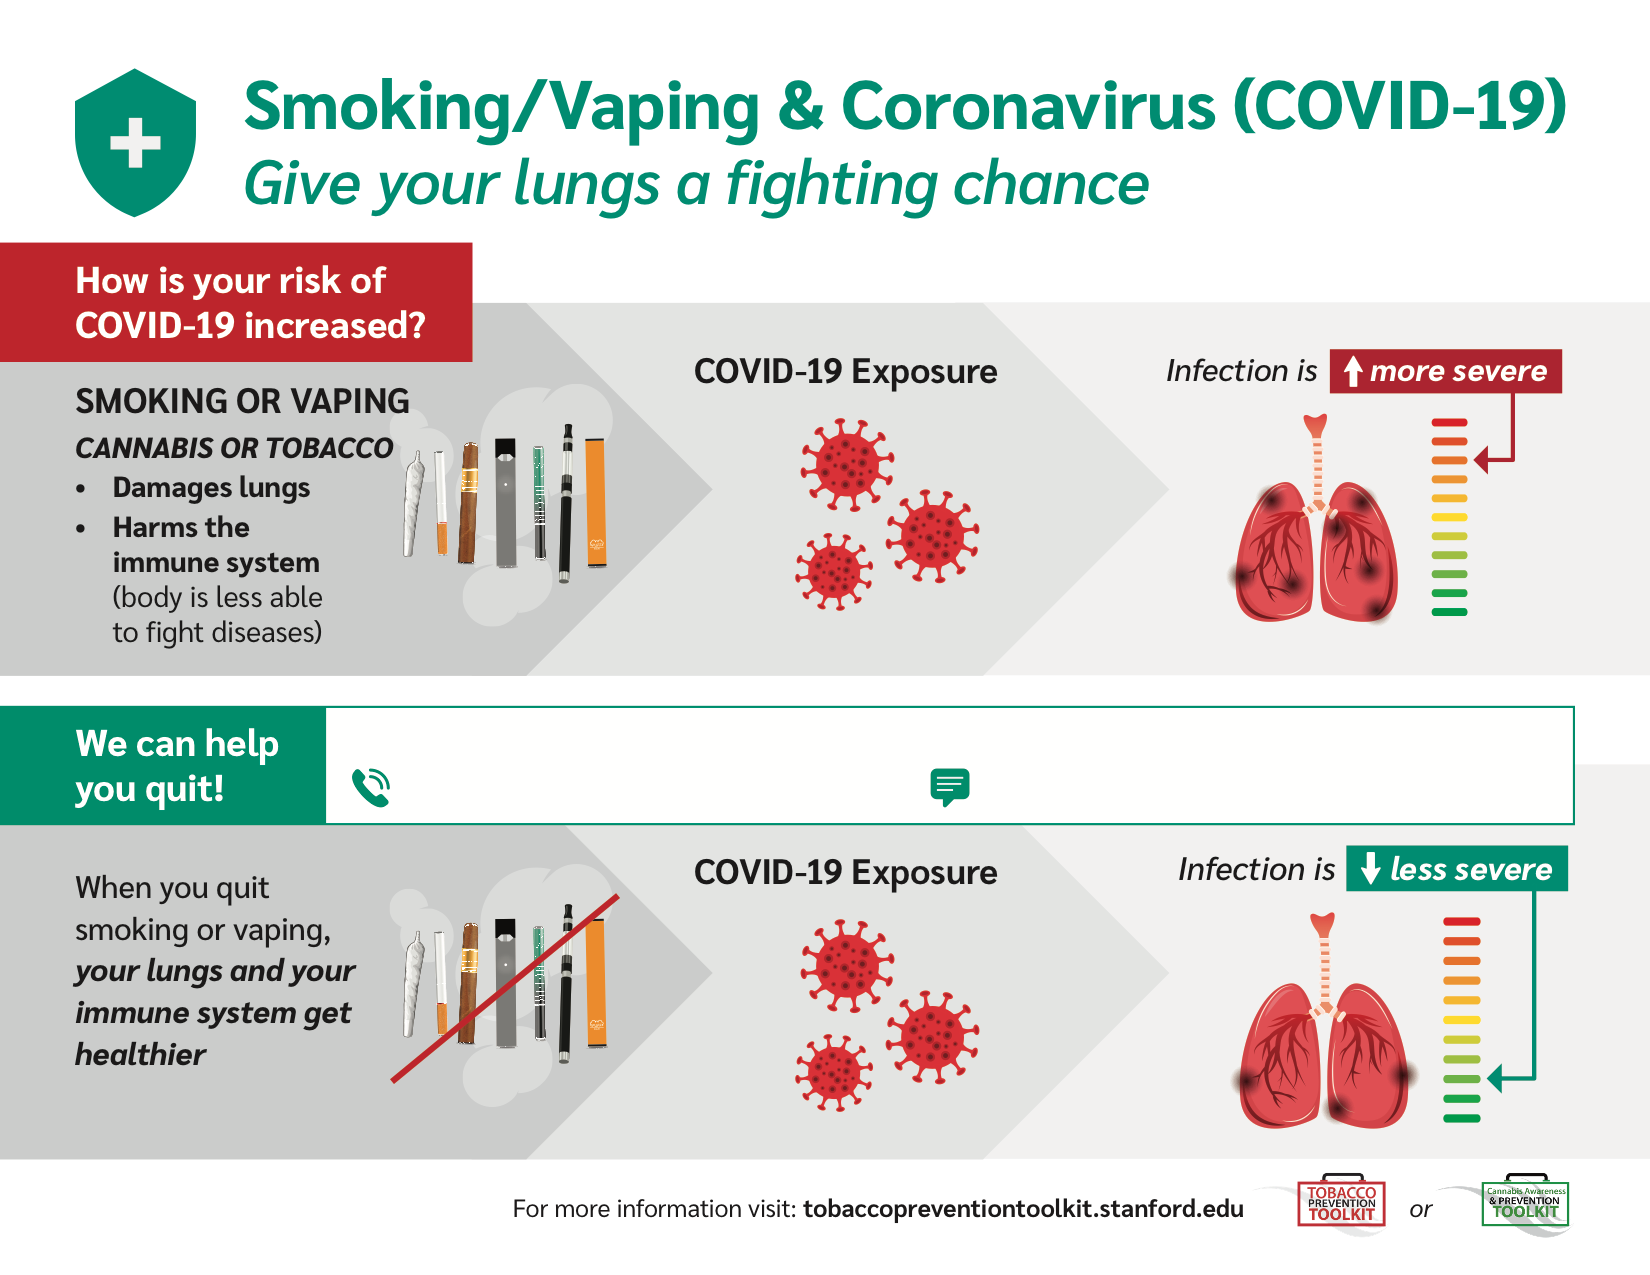 Smoking/Vaping & Coronavirus (COVID-19)
Give your lungs a fighting chance
How is your risk of
COVID-19 increased?
SMOKING OR VAPING
CANNABIS OR TOBACCO
• Damages lungs
• Harms the
immune system
(body is less able
to fight diseases)
COVID-19 Exposure
Infection is more severe
We can help
you quit!
When you quit
smoking or vaping,
your lungs and your
immune system get
healthier
COVID-19 Exposure
Infection is less severe
For more information visit: tobaccopreventiontoolkit.stanford.edu
TOBACCO
PREVENTION
TOOLKIT
or
Cannabis Awareness
& PREVENTION
TOOLKIT